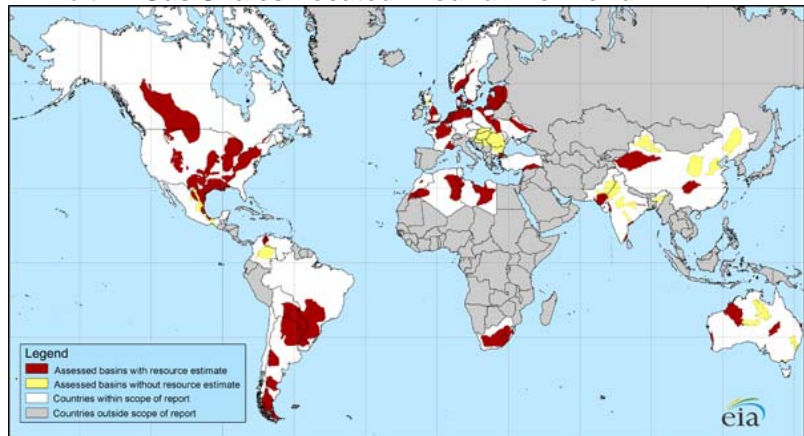 Legend
Assessed basins with resource estimate
Assessed basins without resource estimate
Countries within scope of report
Countries outside scope of report
eia